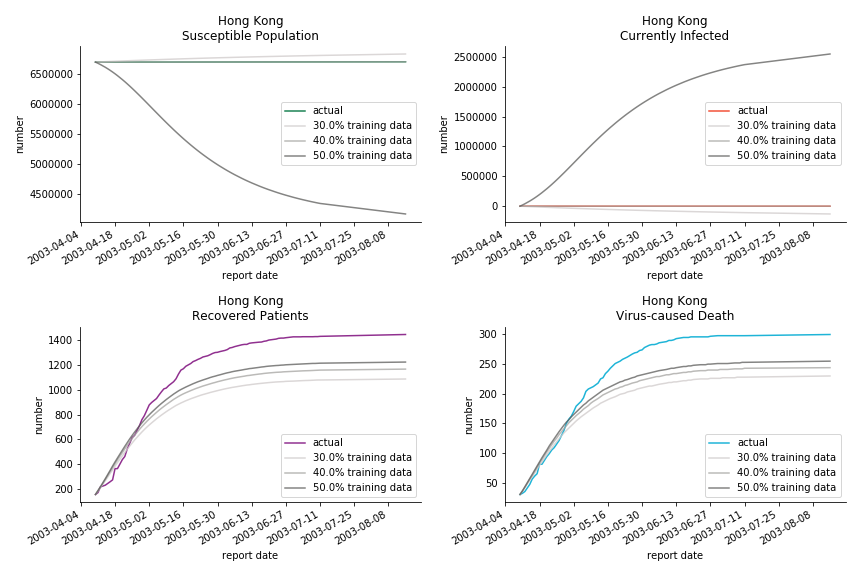 Hong Kong
Susceptible Population
6500000
6000000
5500000
5000000
4500000
number
actual
30.0% training data
40.0% training data
50.0% training data
2003-04-04
2003-04-18
2003-05-02
2003-05-16
2003-05-30
2003-06-13
2003-06-27
2003-07-11
2003-07-25
2003-08-08
report date
Hong Kong
Currently Infected
2500000
2000000
1500000
1000000
500000
0
number
actual
30.0% training data
40.0% training data
50.0% training data
2003-04-04
2003-04-18
2003-05-02
2003-05-16
2003-05-30
2003-06-13
2003-06-27
2003-07-11
2003-07-25
2003-08-08
report date
Hong Kong
Recovered Patients
1400
1200
1000
800
600
400
200
number
actual
30.0% training data
40.0% training data
50.0% training data
2003-04-04
2003-04-18
2003-05-02
2003-05-16
2003-05-30
2003-06-13
2003-06-27
2003-07-11
2003-07-25
2003-08-08
report date
Hong Kong
Virus-caused Death
300
250
200
150
100
50
number
actual
30.0% training data
40.0% training data
50.0% training data
2003-04-04
2003-04-18
2003-05-02
2003-05-16
2003-05-30
2003-06-13
2003-06-27
2003-07-11
2003-07-25
2003-08-08
report date